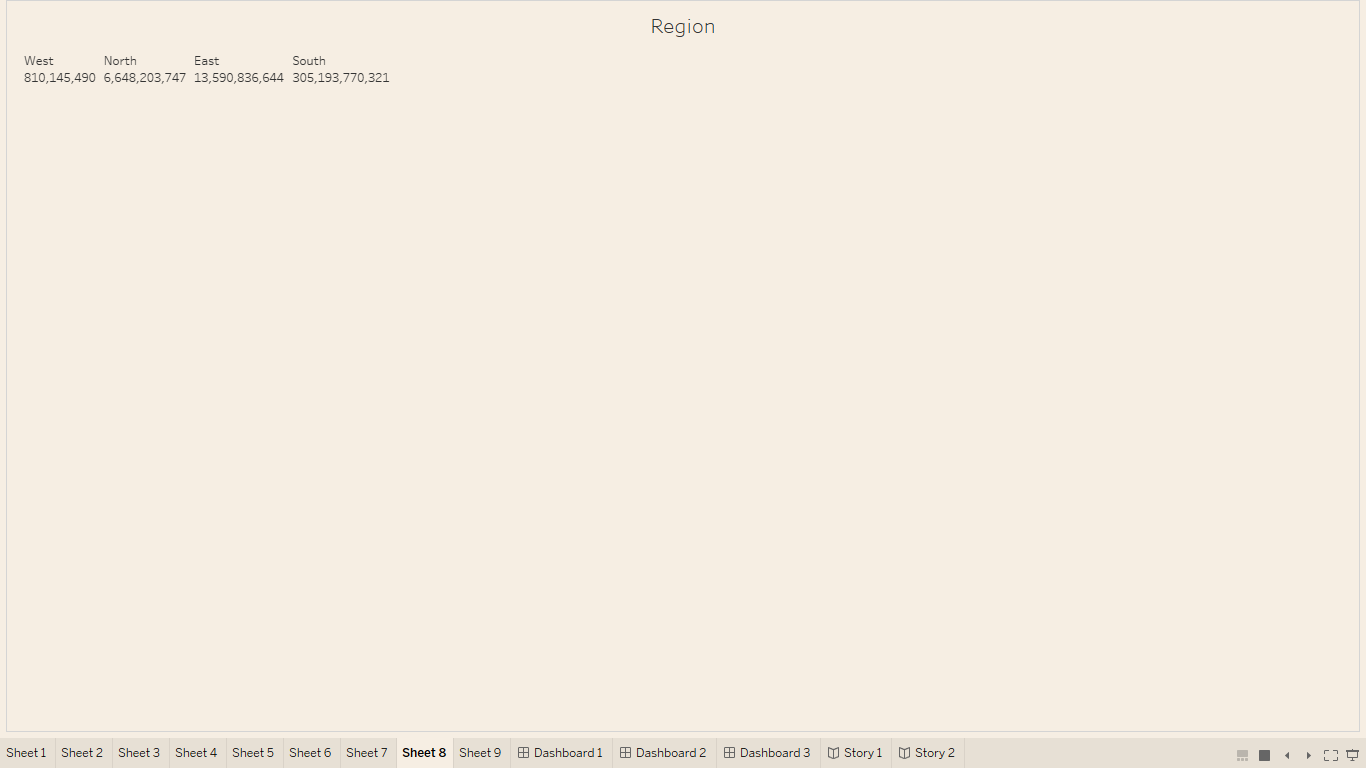 Region
West North East South
810,145,490 6,648,203,747 13,590,836,644 305,193,770,321
Sheet 1 Sheet 2 Sheet 3 Sheet 4 Sheet 5 Sheet 6 Sheet 7 Sheet 8 Sheet 9 Dashboard 1 Dashboard 2 Dashboard 3 Story 1 Story 2